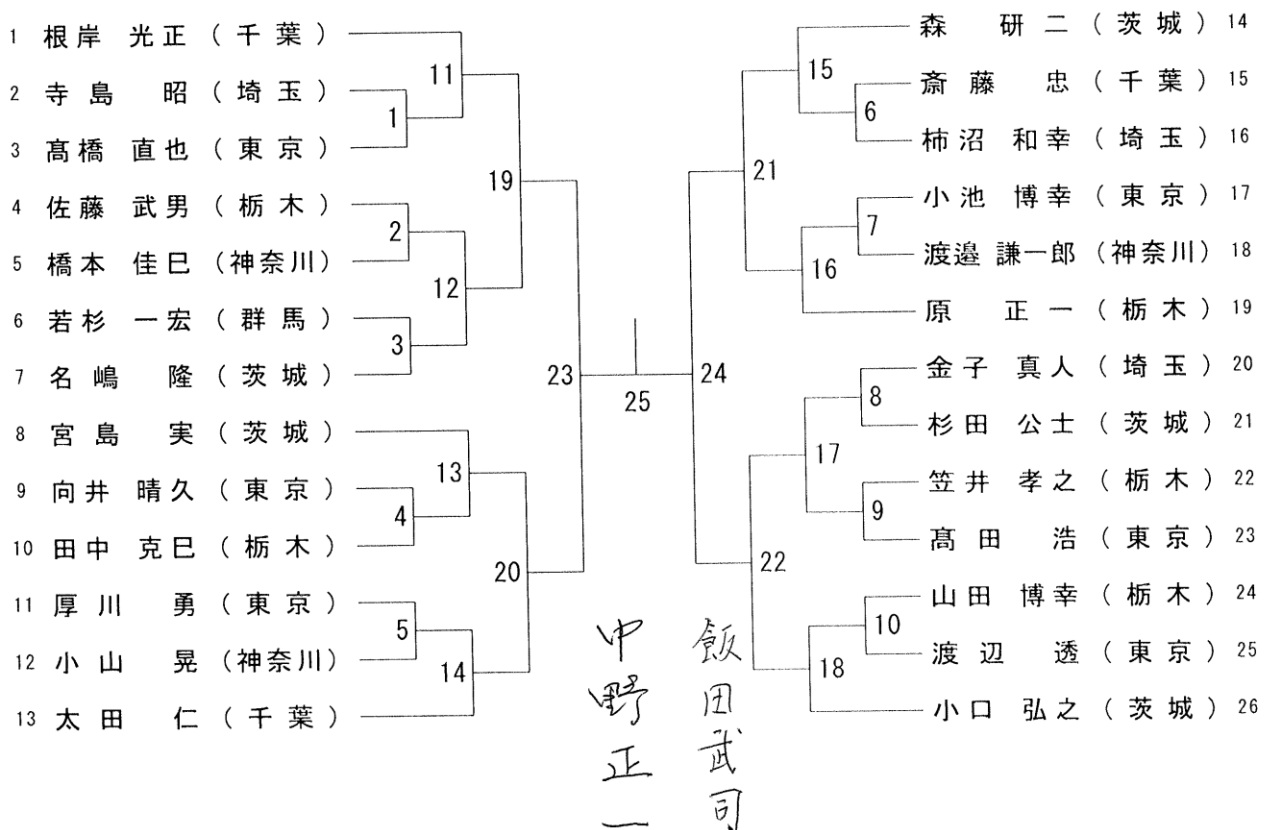 1 根岸 光正 (千葉)
2 寺島 昭 (埼玉)
3 髙橋 直也 (東京)
4 佐藤 武男 (栃木)
5 橋本 佳巳 (神奈川)
6 若杉 一宏 (群馬)
7 名嶋 隆 (茨城)
8 宮島 実 (茨城)
9 向井 晴久 (東京)
10 田中 克巳 (栃木)
11 厚川 勇 (東京)
12 小山 晃 (神奈川)
13 太田 仁 (千葉)
1
2
3
4
5
11
12
13
14
19
20
23
25
24
21
22
15
16
17
18
6
7
8
9
10
森 研二 (茨城) 14
斎藤 忠 (千葉) 15
柿沼 和幸 (埼玉) 16
小池 博幸 (東京) 17
渡邉 謙一郎 (神奈川) 18
原 正一 (栃木) 19
金子 真人 (埼玉) 20
杉田 公士 (茨城) 21
笠井 孝之 (栃木) 22
髙田 浩 (東京) 23
山田 博幸 (栃木) 24
渡辺 透 (東京) 25
小口 弘之 (茨城) 26
飯田武司
中野正一